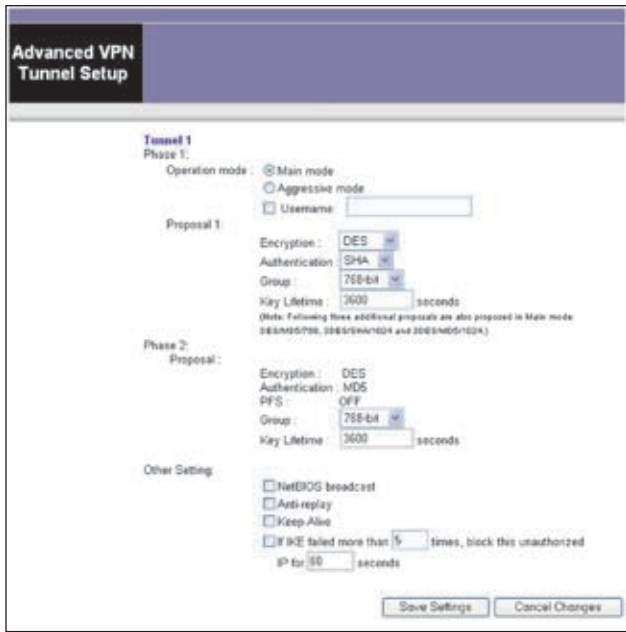 Advanced VPN
Tunnel Setup
Tunnel 1
Phase 1:
Operation mode : Main mode
Aggressive mode
Username:
Proposal 1:
Encryption : DES
Authentication : SHA
Group : 768-bit
Key Lifetime : 3600 seconds
(Note: Following three additional proposals are also proposed in Main mode:
DES/MD5/768, 3DES/SHA/1024 and 3DES/MD5/1024.)
Phase 2:
Proposal :
Encryption : DES
Authentication : MD5
PFS : OFF
Group : 768-bit
Key Lifetime : 3600 seconds
Other Setting:
NetBIOS broadcast
Anti-replay
Keep-Alive
If IKE failed more than 5 times, block this unauthorized
IP for 60 seconds
Save Settings Cancel Changes